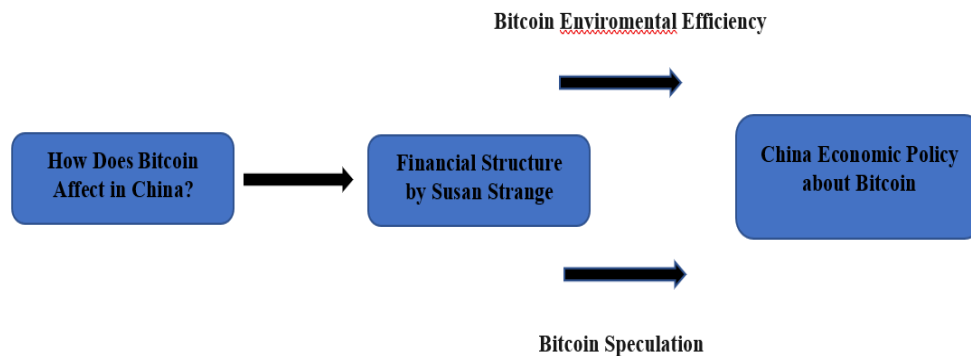 Bitcoin Enviromental Efficiency
How Does Bitcoin
Affect in China?
Financial Structure
by Susan Strange
China Economic Policy
about Bitcoin
Bitcoin Speculation